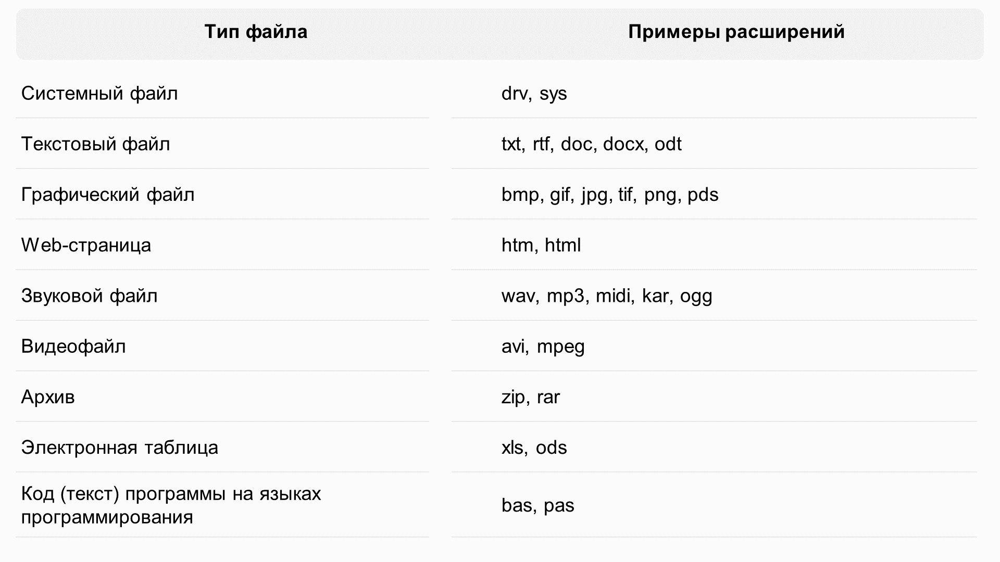 Тип файла Примеры расширений
Системный файл drv, sys
Текстовый файл txt, rtf, doc, docx, odt
Графический файл bmp, gif, jpg, tif, png, pds
Web-страница htm, html
Звуковой файл wav, mp3, midi, kar, ogg
Видеофайл avi, mpeg
Архив zip, rar
Электронная таблица xls, ods
Код (текст) программы на языках
программирования
bas, pas